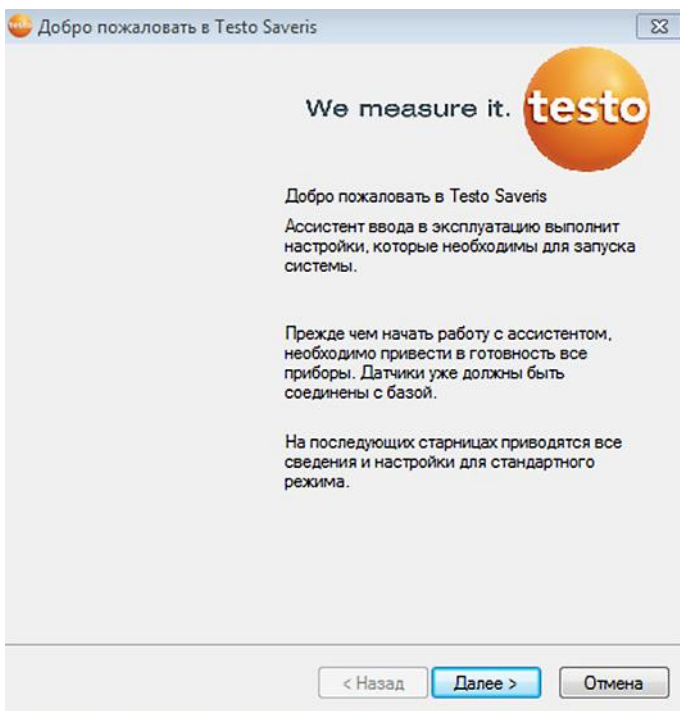 testo Добро пожаловать в Testo Saveris
We measure it. testo
Добро пожаловать в Testo Saveris
Ассистент ввода в эксплуатацию выполнит
настройки, которые необходимы для запуска
системы.
Прежде чем начать работу с ассистентом,
необходимо привести в готовность все
приборы. Датчики уже должны быть
соединены с базой.
На последующих старницах приводятся все
сведения и настройки для стандартного
режима.
< Назад Далее > Отмена